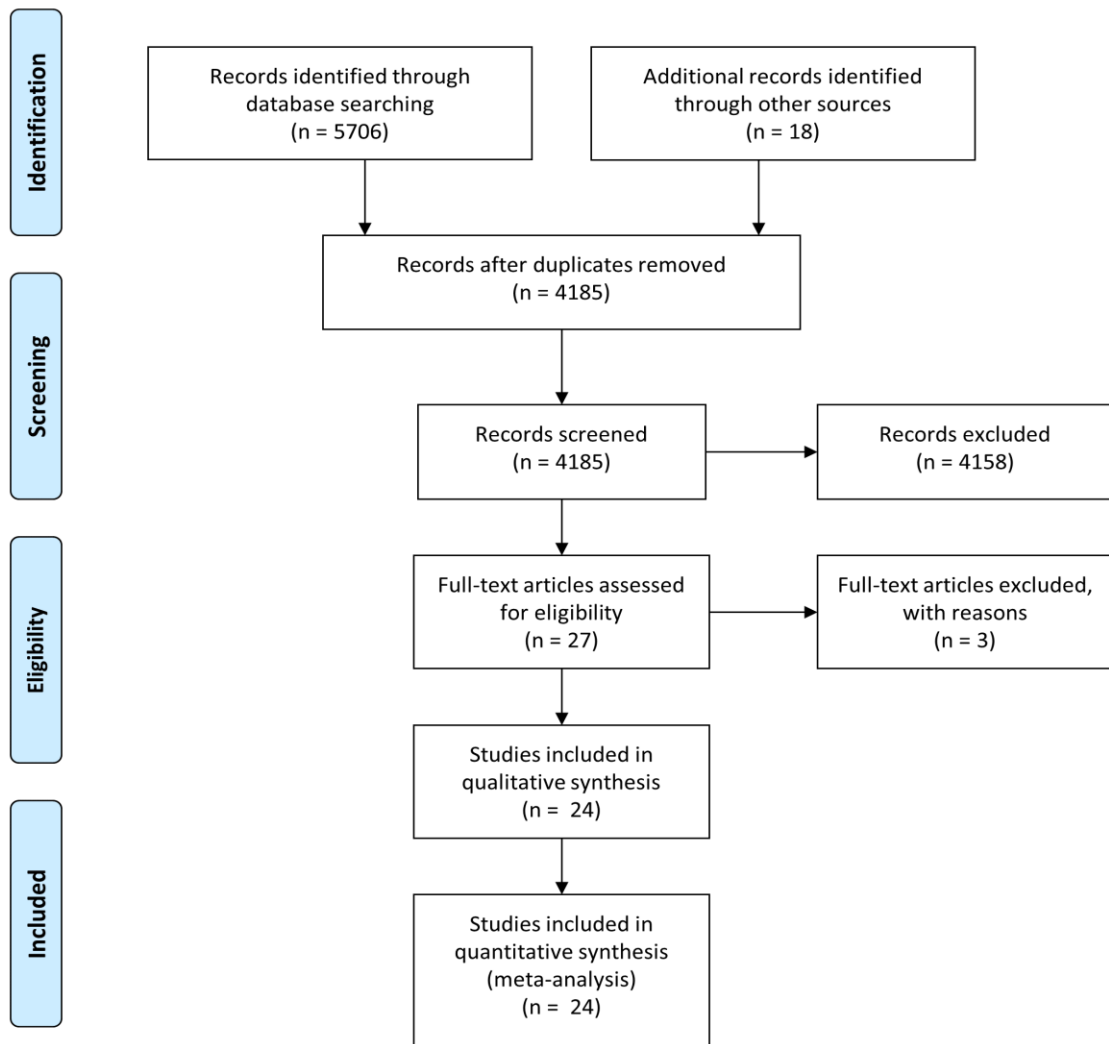 Identification
Records identified through
database searching
(n = 5706)
Additional records identified
through other sources
(n = 18)
Records after duplicates removed
(n = 4185)
Screening
Records screened
(n = 4185)
Records excluded
(n = 4158)
Eligibility
Full-text articles assessed
for eligibility
(n = 27)
Full-text articles excluded,
with reasons
(n = 3)
Studies included in
qualitative synthesis
(n = 24)
Included
Studies included in
quantitative synthesis
(meta-analysis)
(n = 24)